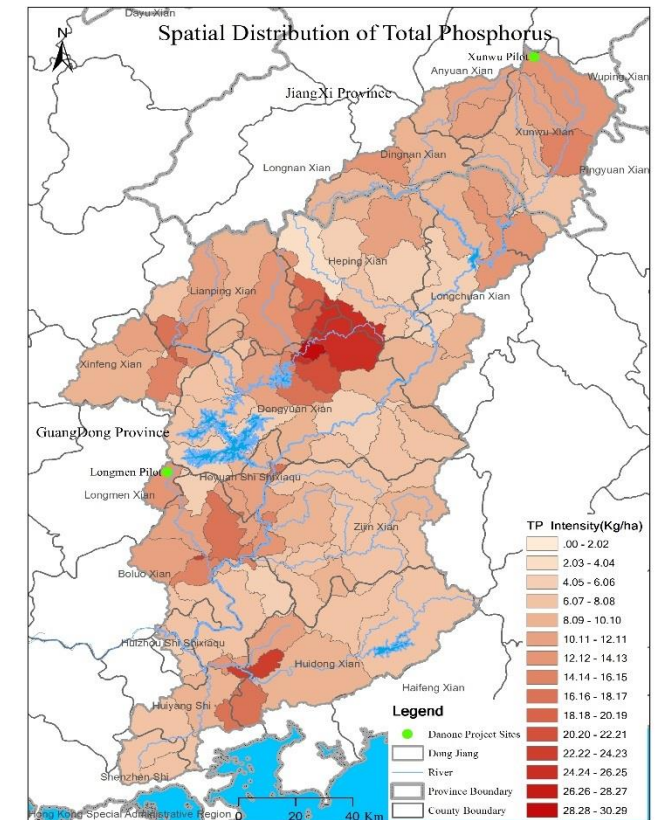 Dayu Xian
Spatial Distribution of Total Phosphorus
N
Xunwu Pilot
Anyuan Xian
Wuping Xian
JiangXi Province
Xunwu Xian
Dingnan Xian
Longnan Xian
Pingyuan Xian
Heping Xian
Lianping Xian
Longchuan Xian
Xinfeng Xian
Dongyuan Xian
GuangDong Province
Longmen Pilot
Heyuan Shi Shixiaqu
Longmen Xian
Zijin Xian
Boluo Xian
Huizhou Shi Shixiaqu
Huidong Xian
Haifeng Xian
Huiyang Shi
Shenzhen Shi
Hong Kong Special Administrative Region
0 20 40 Km
TP Intensity(Kg/ha)
.00 - 2.02
2.03 - 4.04
4.05 - 6.06
6.07 - 8.08
8.09 - 10.10
10.11 - 12.11
12.12 - 14.13
14.14 - 16.15
16.16 - 18.17
18.18 - 20.19
20.20 - 22.21
22.22 - 24.23
24.24 - 26.25
26.26 - 28.27
28.28 - 30.29
Legend
Danone Project Sites
Dong Jiang
River
Province Boundary
County Boundary